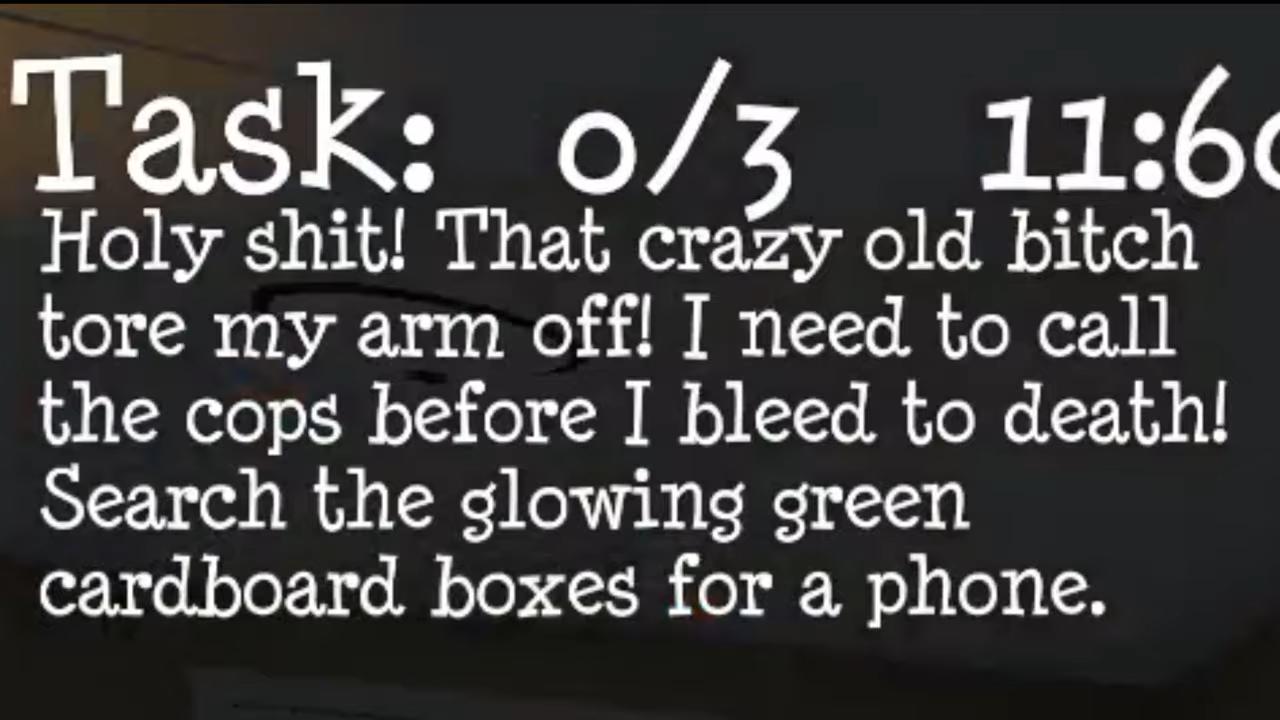 Task: 0/3 11:60
Holy shit! That crazy old bitch
tore my arm off! I need to call
the cops before I bleed to death!
Search the glowing green
cardboard boxes for a phone.